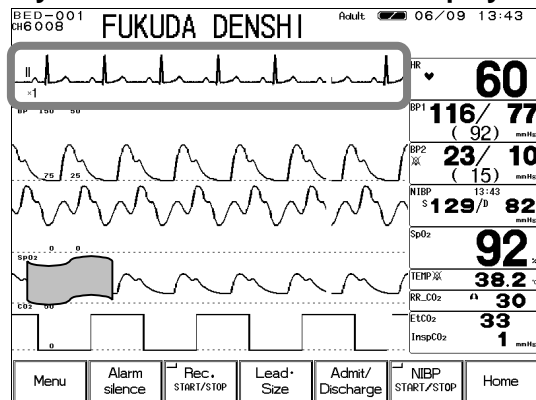 BED-001
CH6008
FUKUDA DENSHI
Adult
06/09 13:43
II
×1
HR
60
BP 150 50
BP1 116/ 77
( 92) mmHg
75 25
BP2 23/ 10
( 15) mmHg
NIBP 13:43
S 129/D 82
mmHg
0 0
SpO₂
SpO₂
92 %
TEMP 38.2
CO₂ 50
RR_CO₂ 30
EtCO₂ 33
InspCO₂ 1 mmHg
0
Menu
Alarm silence
Rec. START/STOP
Lead· Size
Admit/ Discharge
NIBP START/STOP
Home